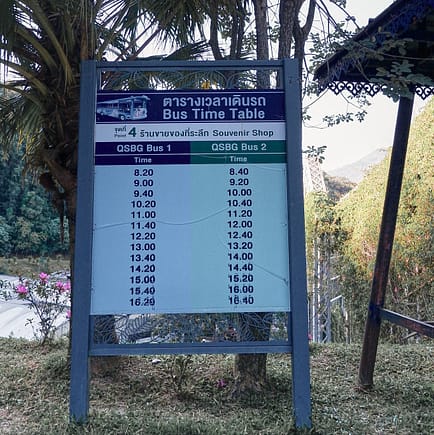 ตารางเวลาเดินรถ
Bus Time Table
จุดที่ Point 4 ร้านขายของที่ระลึก Souvenir Shop
QSBG Bus 1 QSBG Bus 2
Time Time
8.20 8.40
9.00 9.20
9.40 10.00
10.20 10.40
11.00 11.20
11.40 12.00
12.20 12.40
13.00 13.20
13.40 14.00
14.20 14.40
15.00 15.20
15.40 16.00
16.20 16.40